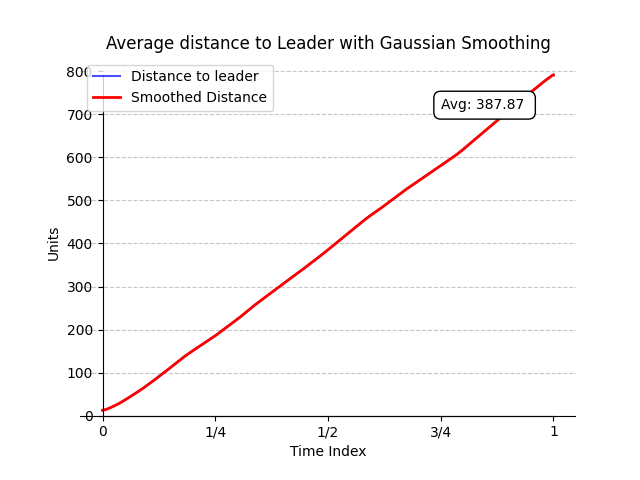 Average distance to Leader with Gaussian Smoothing
Distance to leader
Smoothed Distance
Avg: 387.87
800
700
600
500
400
300
200
100
0
Units
0 1/4 1/2 3/4 1
Time Index